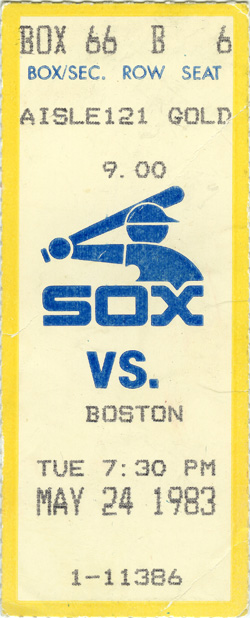 BOX 66 B 6
BOX/SEC. ROW SEAT
AISLE121 GOLD
9.00
SOX
VS.
BOSTON
TUE 7:30 PM
MAY 24 1983
1-11386